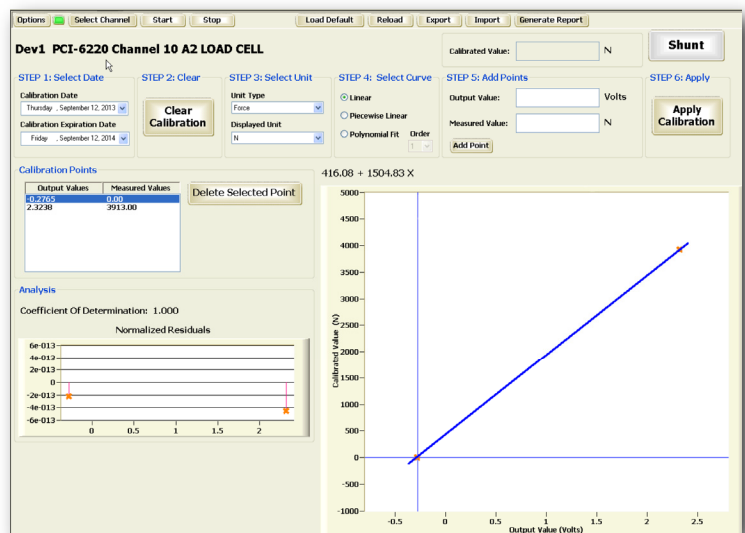 Options Select Channel Start Stop Load Default Reload Export Import Generate Report
Dev1 PCI-6220 Channel 10 A2 LOAD CELL
Calibrated Value: N
Shunt
STEP 1: Select Date
Calibration Date
Thursday , September 12, 2013
Calibration Expiration Date
Friday , September 12, 2014
STEP 2: Clear
Clear
Calibration
STEP 3: Select Unit
Unit Type
Force
Displayed Unit
N
STEP 4: Select Curve
Linear
Piecewise Linear
Polynomial Fit Order
1
STEP 5: Add Points
Output Value: Volts
Measured Value: N
Add Point
STEP 6: Apply
Apply
Calibration
Calibration Points
Output Values Measured Values
-0.2765 0.00
2.3238 3913.00
Delete Selected Point
Analysis
Coefficient Of Determination: 1.000
Normalized Residuals
6e-013
4e-013
2e-013
0
-2e-013
-4e-013
-6e-013
0 0.5 1 1.5 2
416.08 + 1504.83 X
Calibrated Value (N)
5000
4500
4000
3500
3000
2500
2000
1500
1000
500
0
-500
-1000
-0.5 0 0.5 1 1.5 2 2.5
Output Value (Volts)